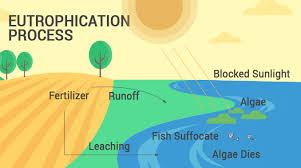 EUTROPHICATION
PROCESS
Blocked Sunlight
Fertilizer
Runoff
Algae
Fish Suffocate
Leaching
Algae Dies